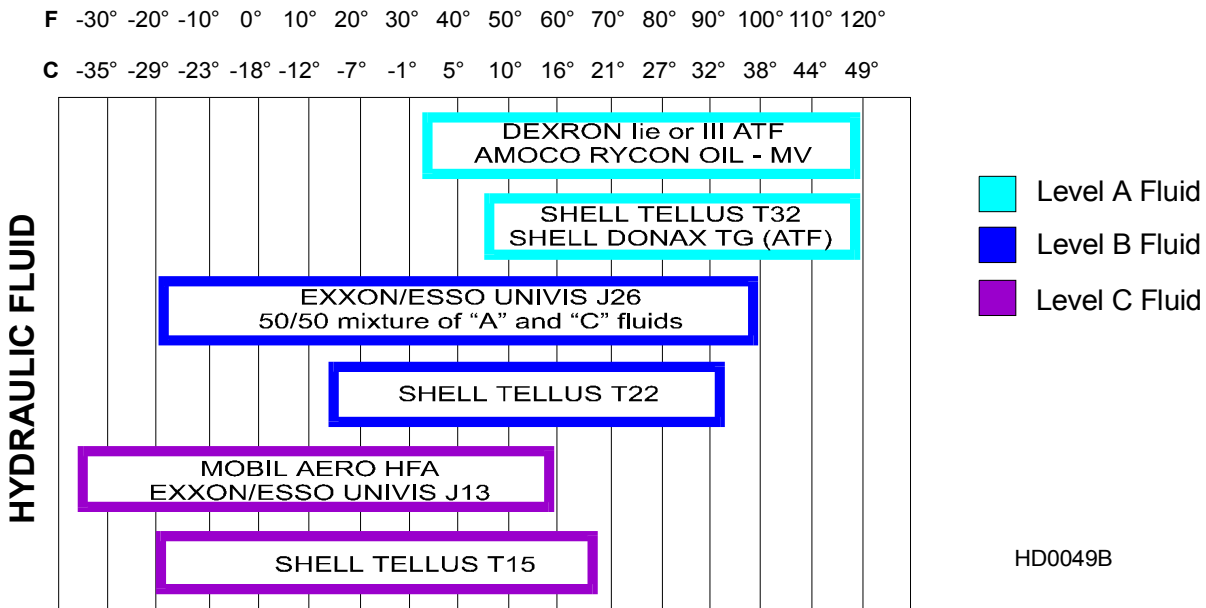 F -30° -20° -10° 0° 10° 20° 30° 40° 50° 60° 70° 80° 90° 100° 110° 120°
C -35° -29° -23° -18° -12° -7° -1° 5° 10° 16° 21° 27° 32° 38° 44° 49°
HYDRAULIC FLUID
DEXRON Iie or III ATF
AMOCO RYCON OIL - MV
SHELL TELLUS T32
SHELL DONAX TG (ATF)
EXXON/ESSO UNIVIS J26
50/50 mixture of “A” and “C” fluids
SHELL TELLUS T22
MOBIL AERO HFA
EXXON/ESSO UNIVIS J13
SHELL TELLUS T15
Level A Fluid
Level B Fluid
Level C Fluid
HD0049B